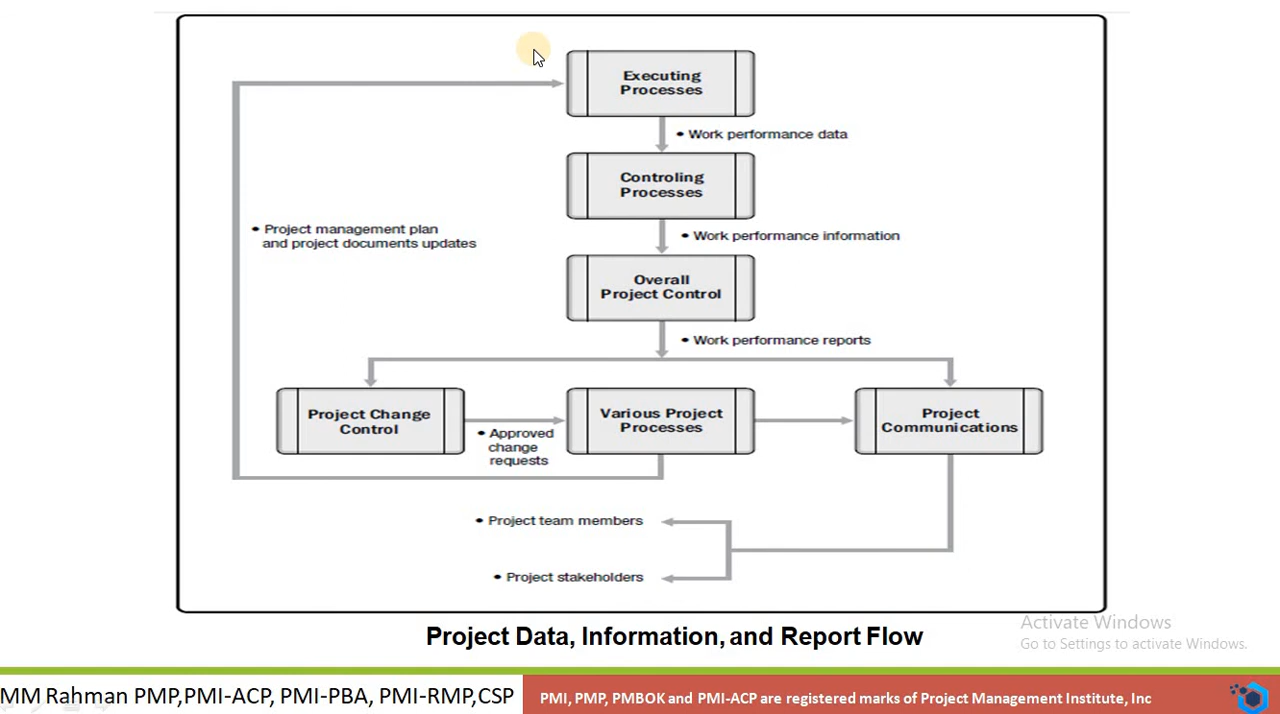 Executing
Processes
• Work performance data
Controling
Processes
• Project management plan
and project documents updates
• Work performance information
Overall
Project Control
• Work performance reports
Project Change
Control
• Approved
change
requests
Various Project
Processes
Project
Communications
• Project team members
• Project stakeholders
Project Data, Information, and Report Flow
Activate Windows
Go to Settings to activate Windows.
MM Rahman PMP,PMI-ACP, PMI-PBA, PMI-RMP,CSP
PMI, PMP, PMBOK and PMI-ACP are registered marks of Project Management Institute, Inc